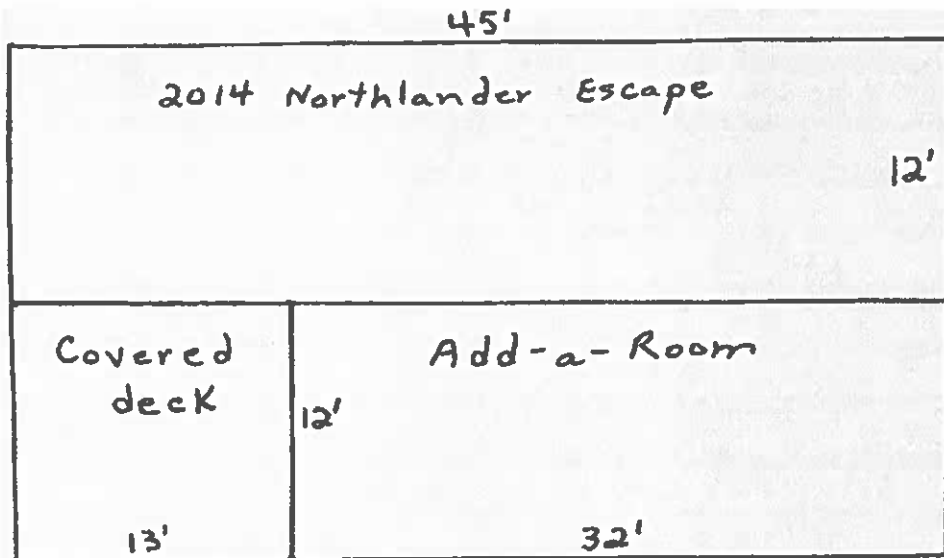 45'
2014 Northlander Escape
12'
Covered
deck
Add-a-Room
12'
13'
32'